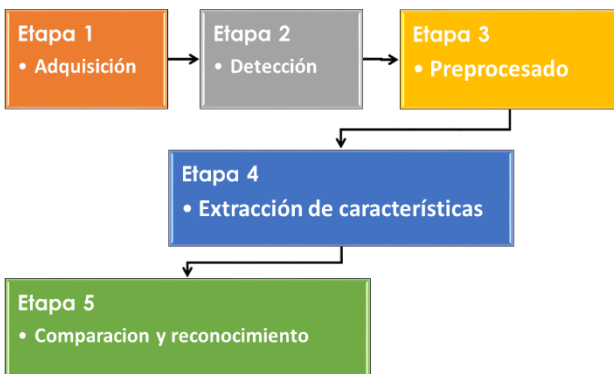 Etapa 1
• Adquisición
Etapa 2
• Detección
Etapa 3
• Preprocesado
Etapa 4
• Extracción de características
Etapa 5
• Comparacion y reconocimiento